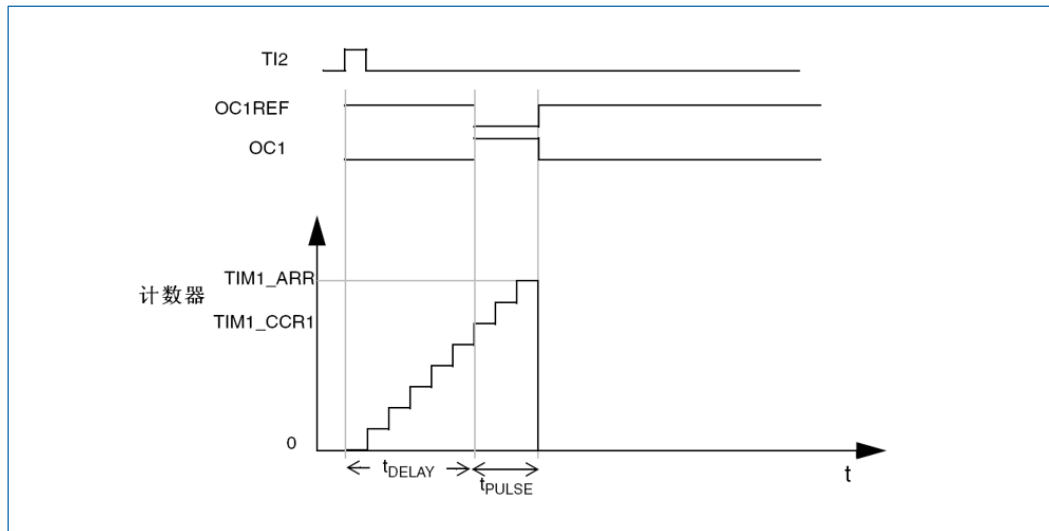 TI2
OC1REF
OC1
TIM1_ARR
计数器
TIM1_CCR1
0
tDELAY
tPULSE
t